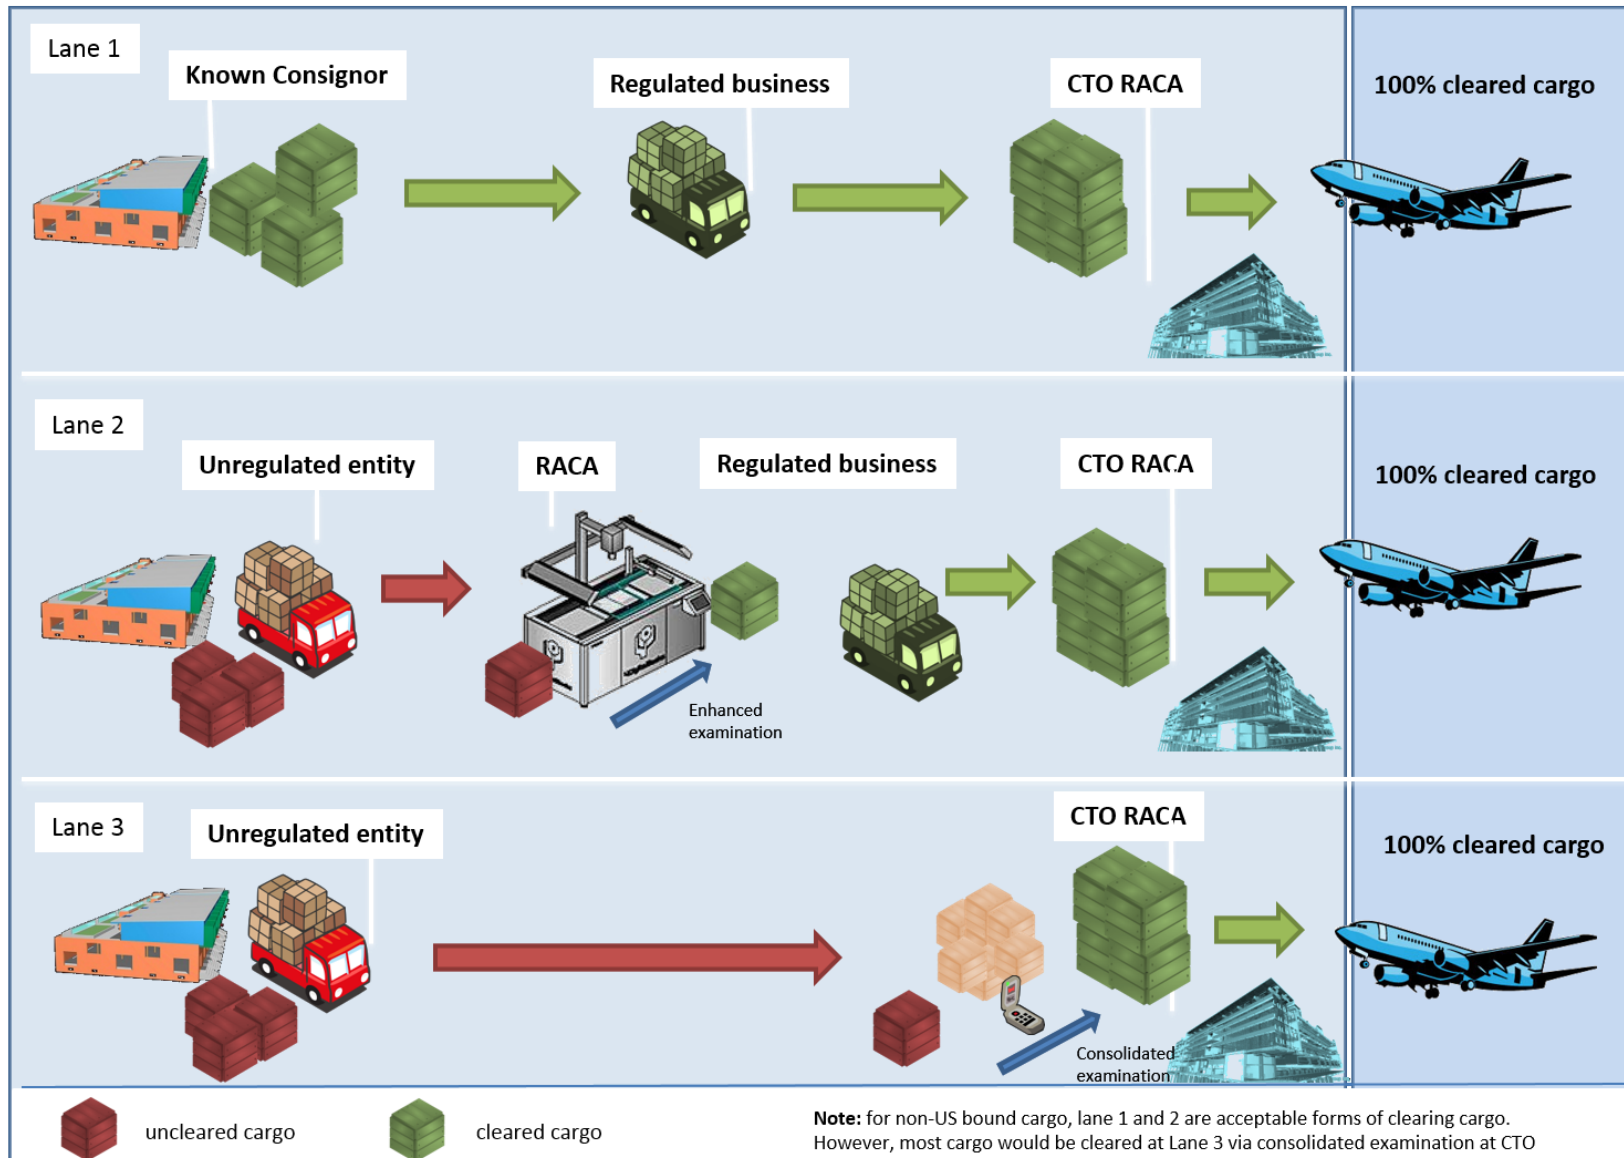 Lane 1
Known Consignor
Regulated business
CTO RACA
100% cleared cargo
Lane 2
Unregulated entity
RACA
Regulated business
CTO RACA
100% cleared cargo
Enhanced
examination
Lane 3
Unregulated entity
CTO RACA
100% cleared cargo
Consolidated
examination
uncleared cargo
cleared cargo
Note: for non-US bound cargo, lane 1 and 2 are acceptable forms of clearing cargo.
However, most cargo would be cleared at Lane 3 via consolidated examination at CTO